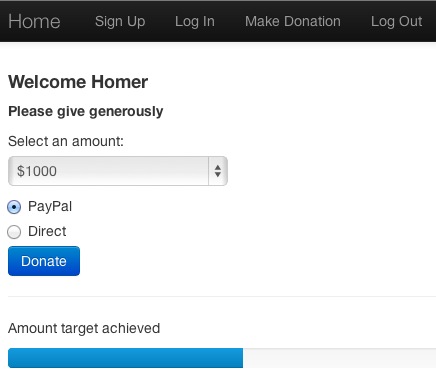 Home Sign Up Log In Make Donation Log Out
Welcome Homer
Please give generously
Select an amount:
$1000
PayPal
Direct
Donate
Amount target achieved